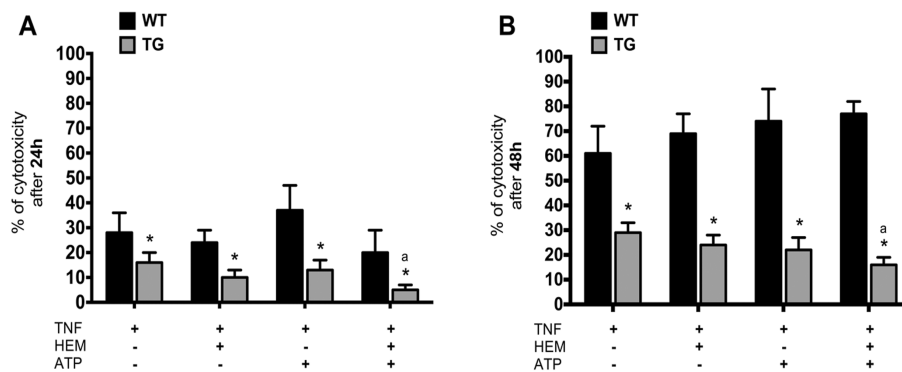 A
WT
TG
% of cytotoxicity
after 24h
100
90
80
70
60
50
40
30
20
10
0
* * * a
*
TNF + + + +
HEM - + - +
ATP - - + +
B
WT
TG
% of cytotoxicity
after 48h
100
90
80
70
60
50
40
30
20
10
0
* * * a
*
TNF + + + +
HEM - + - +
ATP - - + +